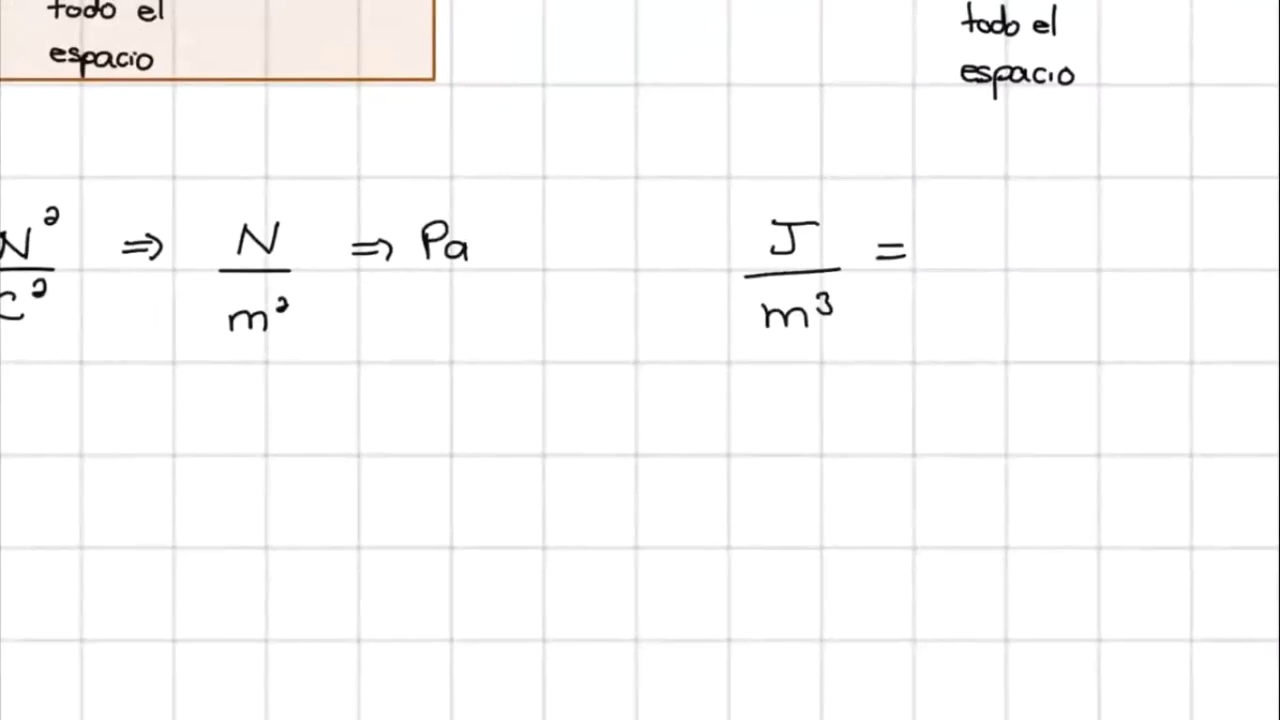 todo el
espacio
todo el
espacio
N² / C² ⇒ N / m² ⇒ Pa
J / m³ =